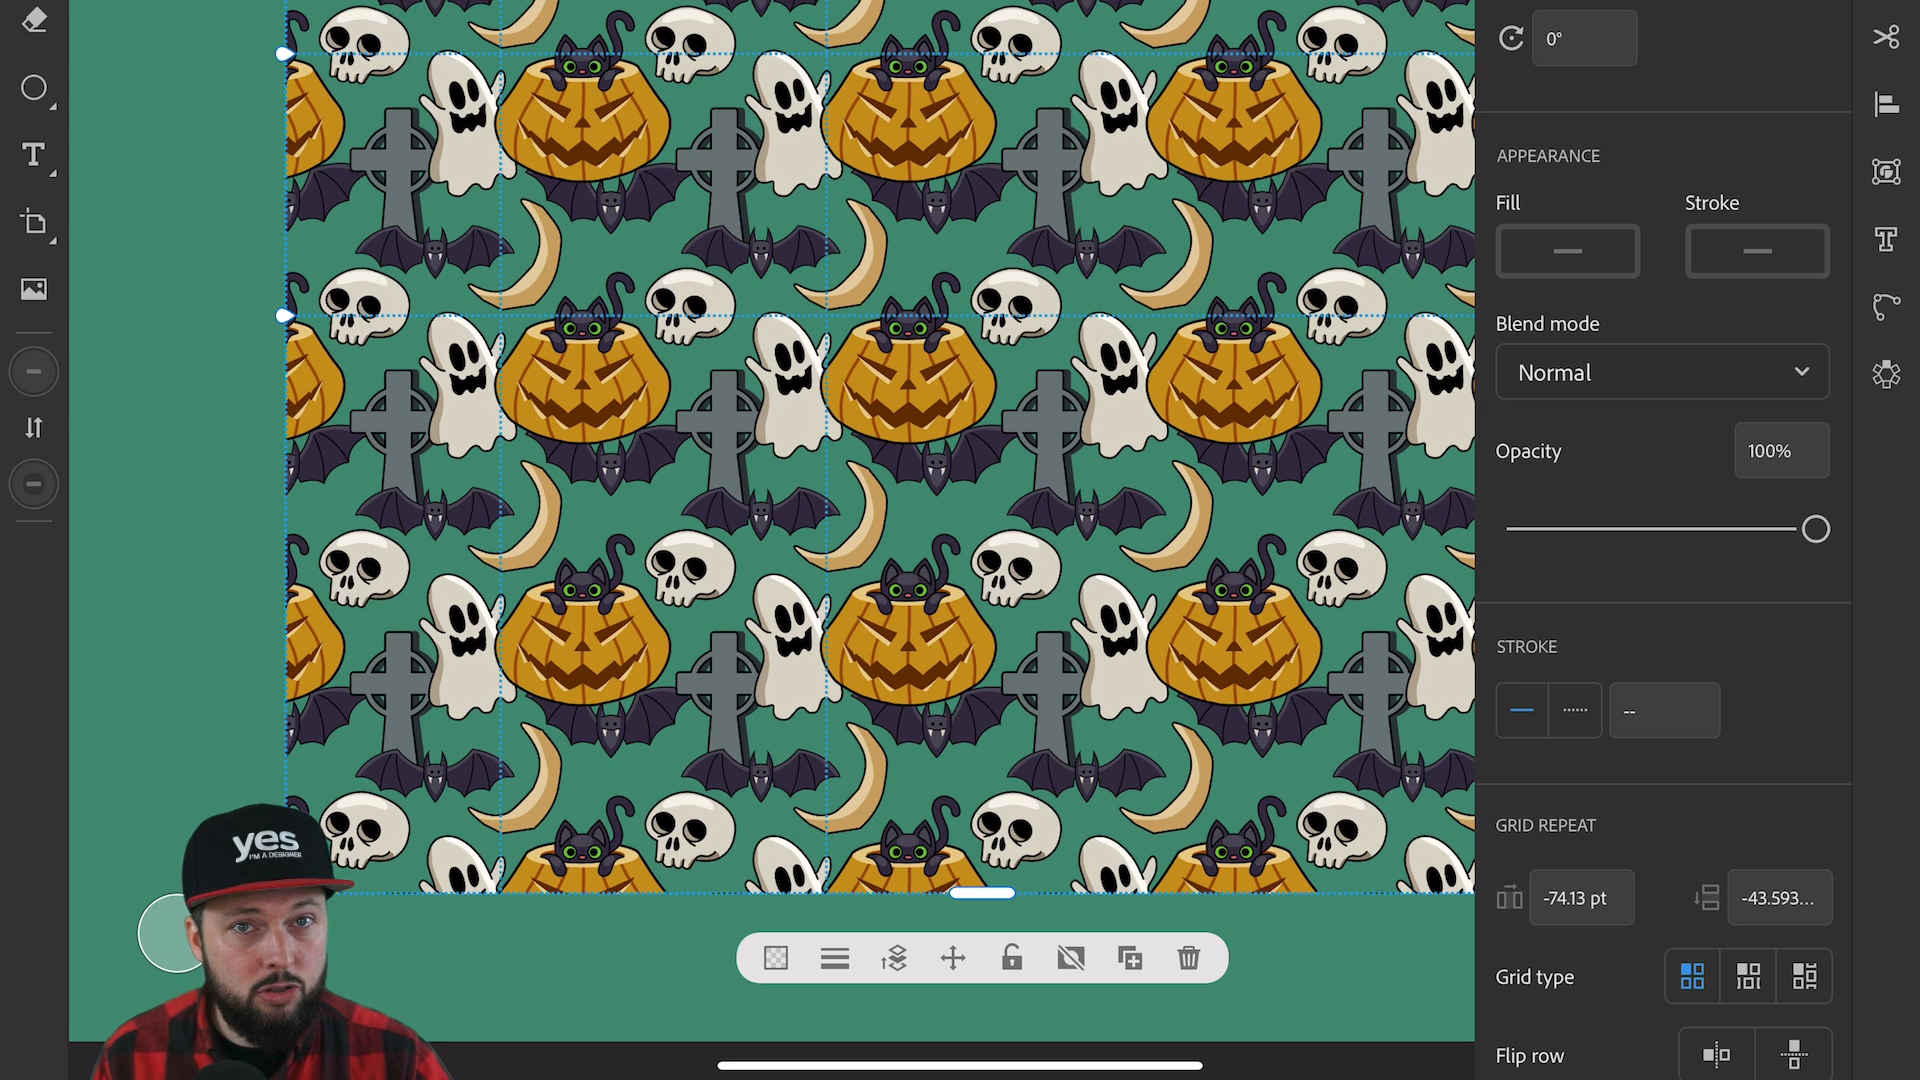 0°
APPEARANCE
Fill
Stroke
Blend mode
Normal
Opacity
100%
STROKE
--
GRID REPEAT
-74.13 pt
-43.593...
Grid type
Flip row
yes
I'M A DESIGNER